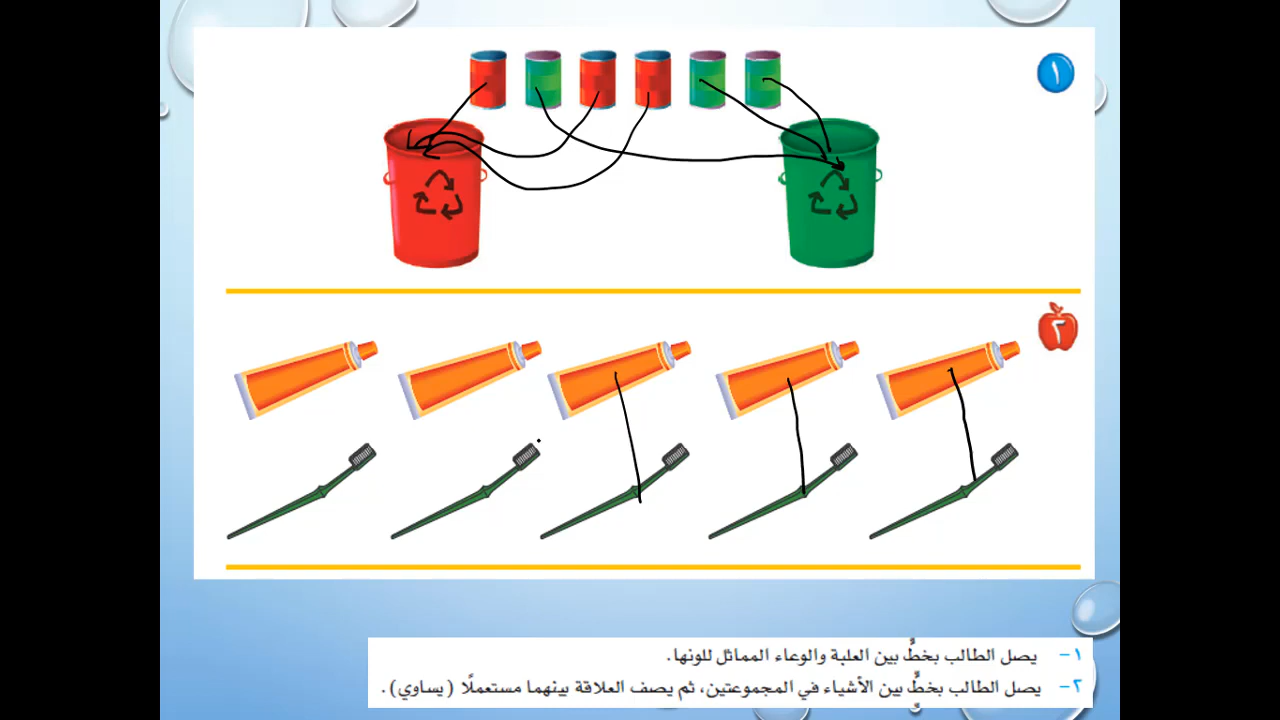 ١
٢
١- يصل الطالب بخطٍّ بين العلبة والوعاء المماثل للونها.
٢- يصل الطالب بخطٍّ بين الأشياء في المجموعتين، ثم يصف العلاقة بينهما مستعملًا (يساوي).